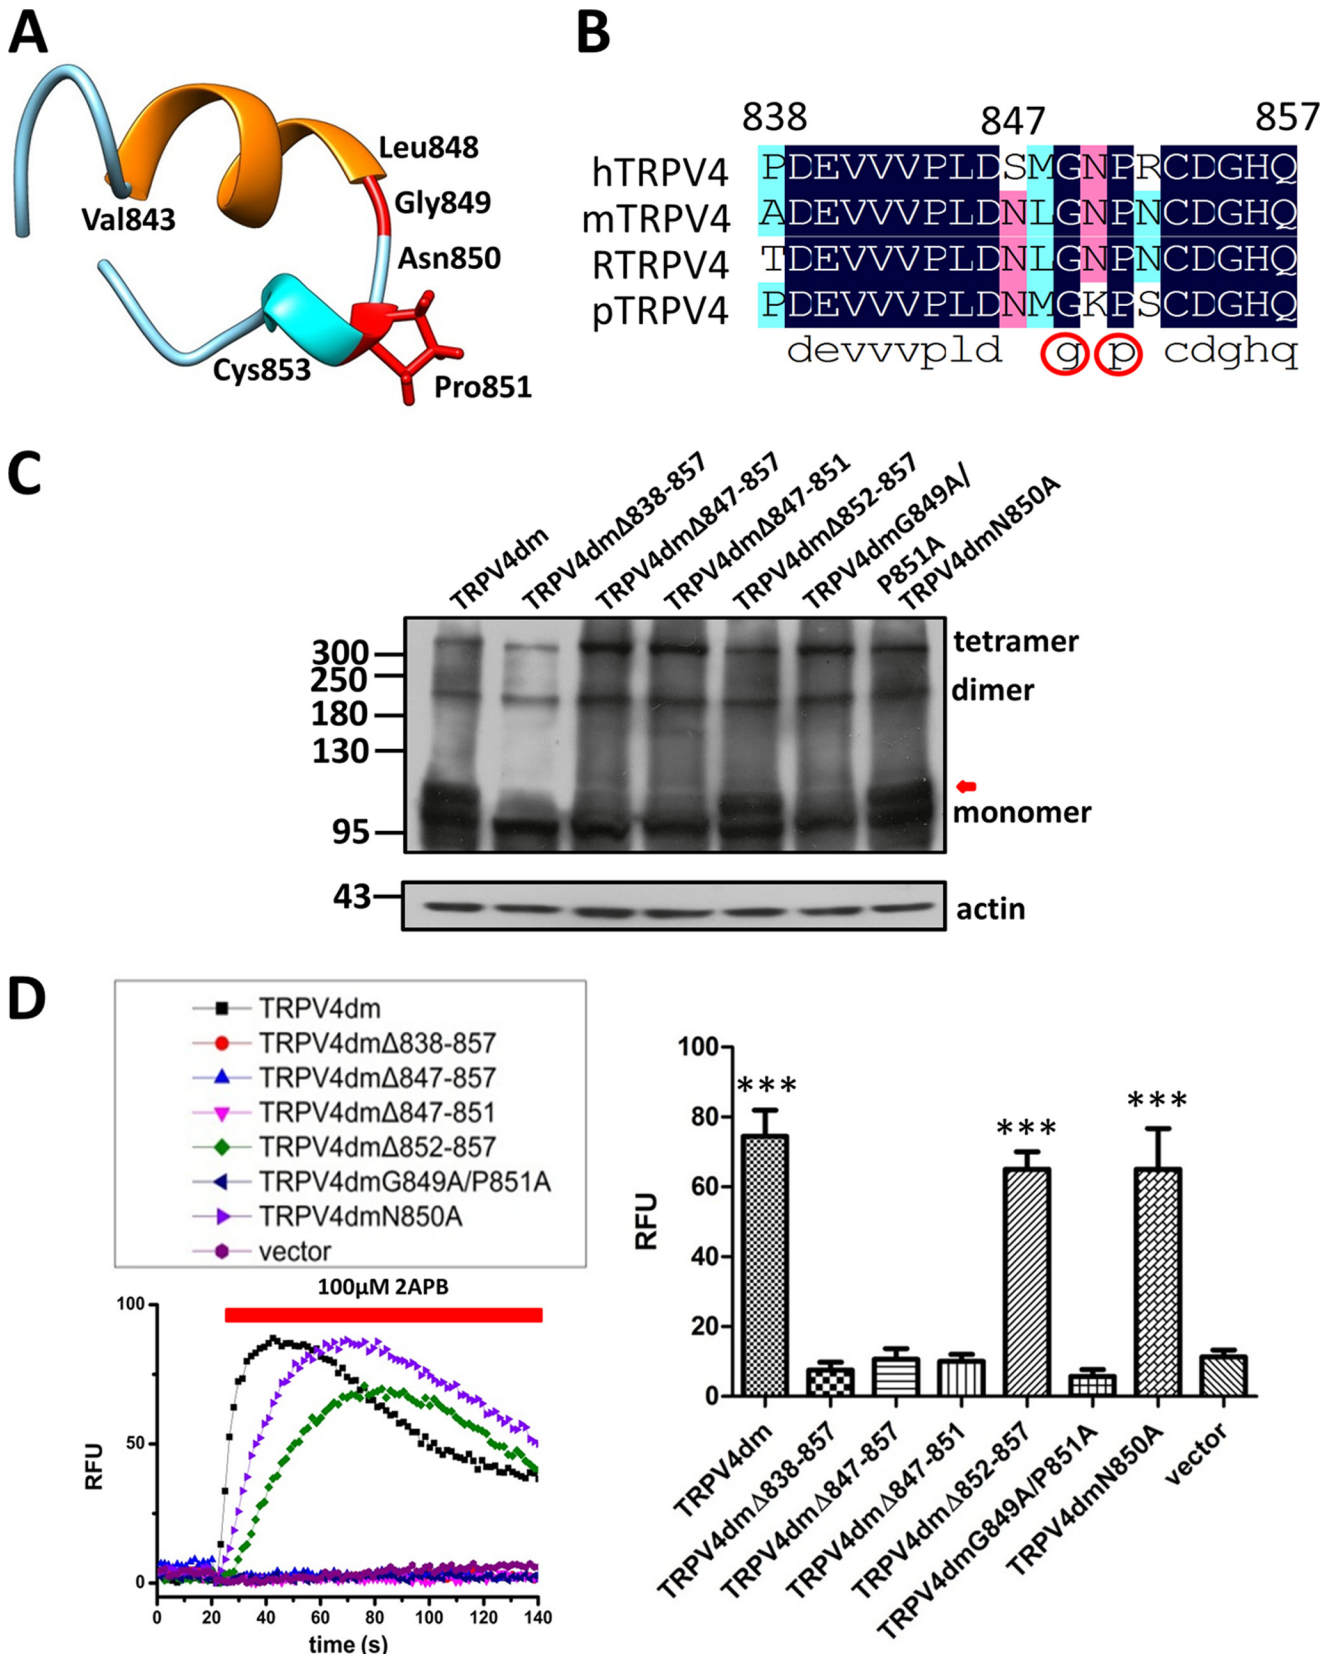 A
Leu848
Gly849
Val843
Asn850
Cys853
Pro851
B
838 847 857
hTRPV4 PDEVVVPLDSMGNPRCDGHQ
mTRPV4 ADEVVVPLDNLGNPNCDGHQ
RTRPV4 TDEVVVPLDNLGNPNCDGHQ
pTRPV4 PDEVVVPLDNMGKPSCDGHQ
devvvpld g p cdghq
C
TRPV4dm
TRPV4dmΔ838-857
TRPV4dmΔ847-857
TRPV4dmΔ847-851
TRPV4dmΔ852-857
TRPV4dmG849A/
P851A
TRPV4dmN850A
300
250
180
130
95
tetramer
dimer
monomer
43
actin
D
TRPV4dm
TRPV4dmΔ838-857
TRPV4dmΔ847-857
TRPV4dmΔ847-851
TRPV4dmΔ852-857
TRPV4dmG849A/P851A
TRPV4dmN850A
vector
100μM 2APB
100
50
0
RFU
0 20 40 60 80 100 120 140
time (s)
100
80
60
40
20
0
RFU
***
***
***
TRPV4dm
TRPV4dmΔ838-857
TRPV4dmΔ847-857
TRPV4dmΔ847-851
TRPV4dmΔ852-857
TRPV4dmG849A/P851A
TRPV4dmN850A
vector